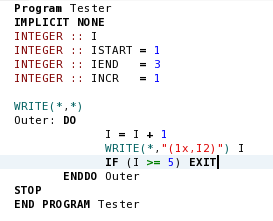 Program Tester
IMPLICIT NONE
INTEGER :: I
INTEGER :: ISTART = 1
INTEGER :: IEND = 3
INTEGER :: INCR = 1
WRITE(*,*)
Outer: DO
I = I + 1
WRITE(*,"(1x,I2)") I
IF (I >= 5) EXIT
ENDDO Outer
STOP
END PROGRAM Tester